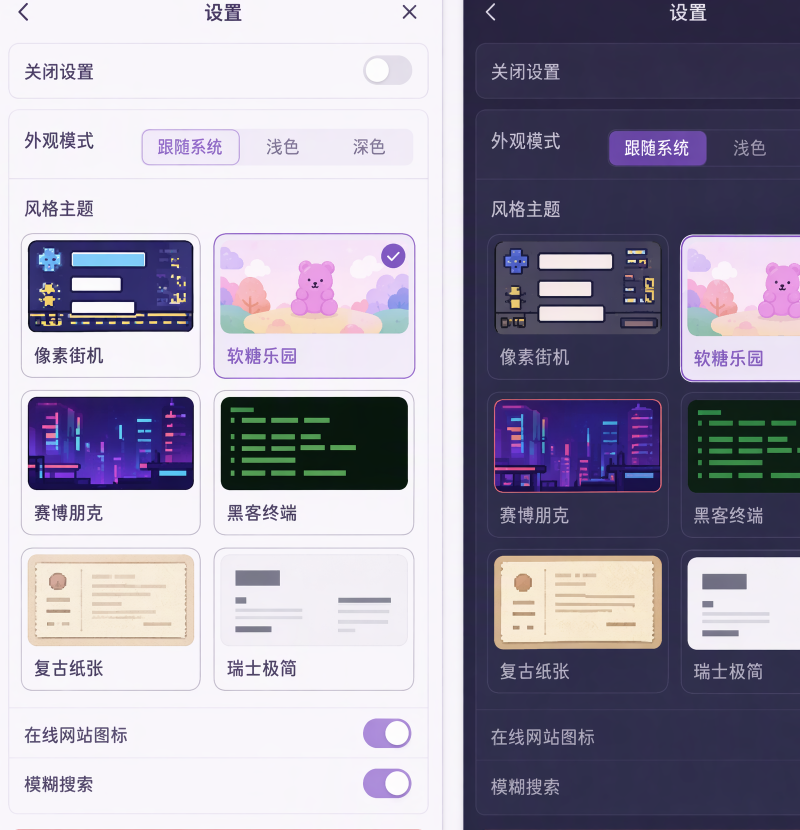 设置
关闭设置
外观模式
跟随系统 浅色 深色
风格主题
像素街机 软糖乐园
赛博朋克 黑客终端
复古纸张 瑞士极简
在线网站图标
模糊搜索
设置
关闭设置
外观模式
跟随系统 浅色
风格主题
像素街机 软糖乐园
赛博朋克 黑客终端
复古纸张 瑞士极简
在线网站图标
模糊搜索